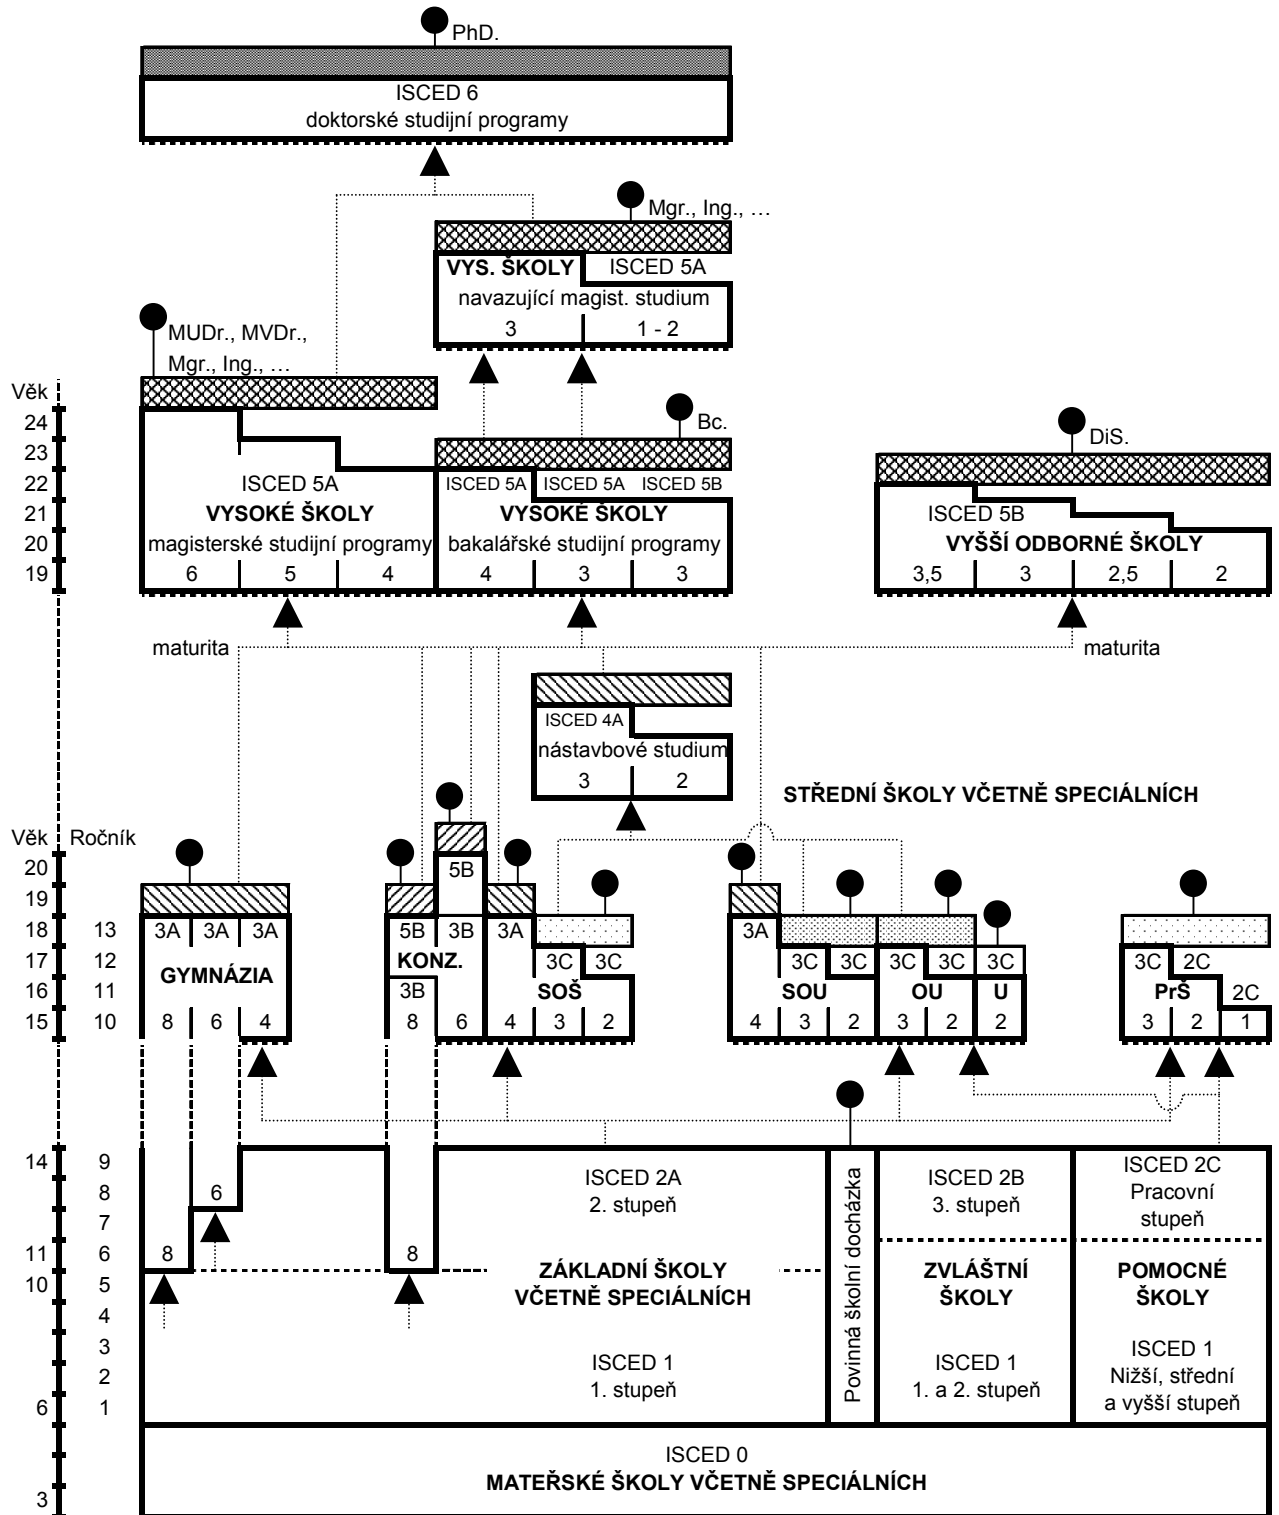 PhD.
ISCED 6
doktorské studijní programy
Mgr., Ing., …
VYS. ŠKOLY ISCED 5A
navazující magist. studium
3 1 - 2
MUDr., MVDr.,
Mgr., Ing., …
Věk
24
23
22
21
20
19
Bc.
DiS.
ISCED 5A
VYSOKÉ ŠKOLY
magisterské studijní programy
6 5 4
ISCED 5A ISCED 5A ISCED 5B
VYSOKÉ ŠKOLY
bakalářské studijní programy
4 3 3
ISCED 5B
VYŠŠÍ ODBORNÉ ŠKOLY
3,5 3 2,5 2
maturita
maturita
ISCED 4A
nástavbové studium
3 2
STŘEDNÍ ŠKOLY VČETNĚ SPECIÁLNÍCH
Věk Ročník
20
19
18 13
17 12
16 11
15 10
3A 3A 3A
GYMNÁZIA
8 6 4
5B
5B 3B
KONZ.
3B
8 6
3A
3C 3C
SOŠ
4 3 2
3A
3C 3C
SOU
4 3 2
3C 3C
OU
3 2
3C
U
2
3C 2C
PrŠ 2C
3 2 1
14 9
8
7
11 6
10 5
4
3
2
6 1
3
6
8
8
ISCED 2A
2. stupeň
ZÁKLADNÍ ŠKOLY
VČETNĚ SPECIÁLNÍCH
ISCED 1
1. stupeň
Povinná školní docházka
ISCED 2B
3. stupeň
ZVLÁŠTNÍ
ŠKOLY
ISCED 1
1. a 2. stupeň
ISCED 2C
Pracovní
stupeň
POMOCNÉ
ŠKOLY
ISCED 1
Nižší, střední
a vyšší stupeň
ISCED 0
MATEŘSKÉ ŠKOLY VČETNĚ SPECIÁLNÍCH